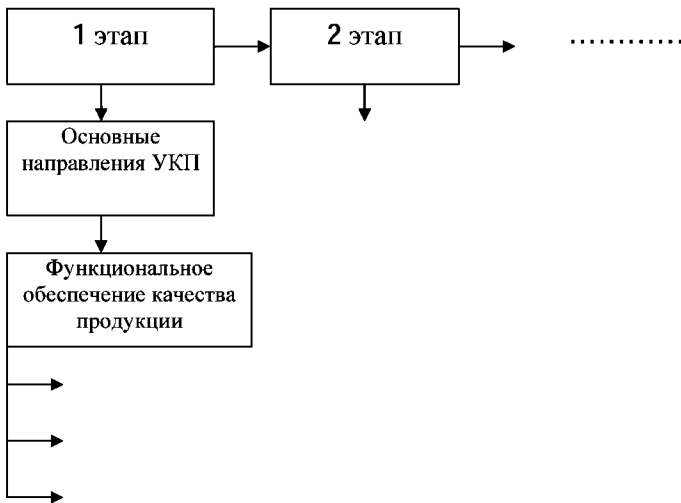 1 этап
2 этап
....................
Основные
направления УКП
Функциональное
обеспечение качества
продукции